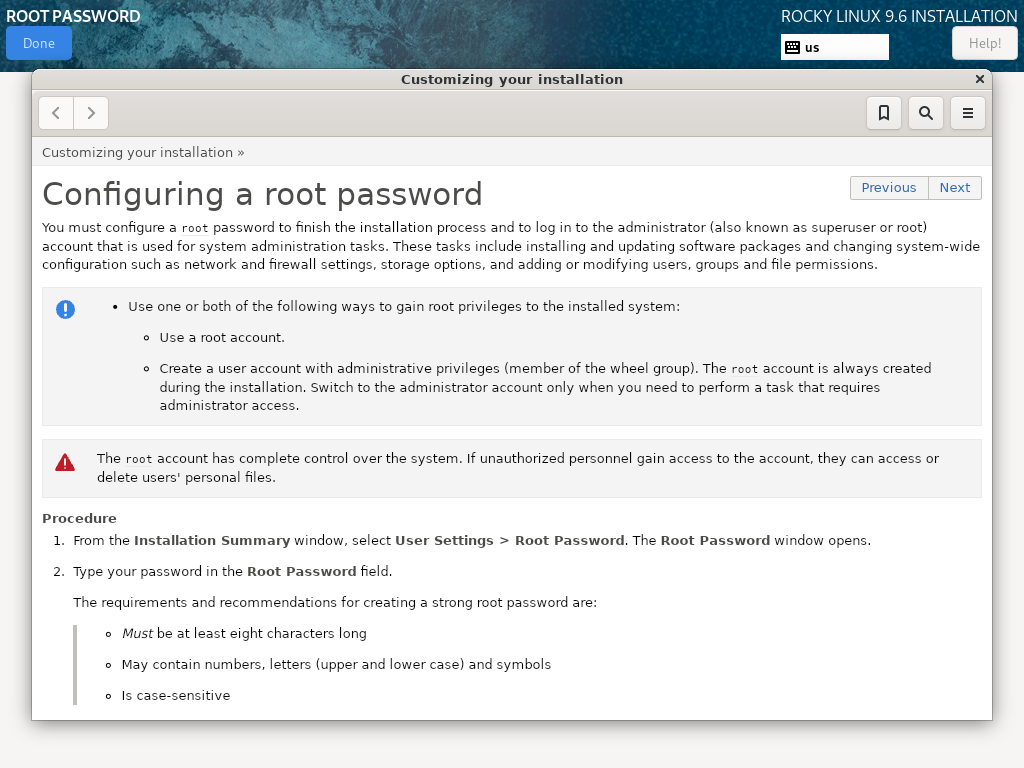 ROOT PASSWORD
ROCKY LINUX 9.6 INSTALLATION
Done
us
Help!
Customizing your installation
Customizing your installation »
Configuring a root password
Previous
Next
You must configure a root password to finish the installation process and to log in to the administrator (also known as superuser or root)
account that is used for system administration tasks. These tasks include installing and updating software packages and changing system-wide
configuration such as network and firewall settings, storage options, and adding or modifying users, groups and file permissions.
• Use one or both of the following ways to gain root privileges to the installed system:
◦ Use a root account.
◦ Create a user account with administrative privileges (member of the wheel group). The root account is always created
during the installation. Switch to the administrator account only when you need to perform a task that requires
administrator access.
The root account has complete control over the system. If unauthorized personnel gain access to the account, they can access or
delete users' personal files.
Procedure
1. From the Installation Summary window, select User Settings > Root Password. The Root Password window opens.
2. Type your password in the Root Password field.
The requirements and recommendations for creating a strong root password are:
◦ Must be at least eight characters long
◦ May contain numbers, letters (upper and lower case) and symbols
◦ Is case-sensitive